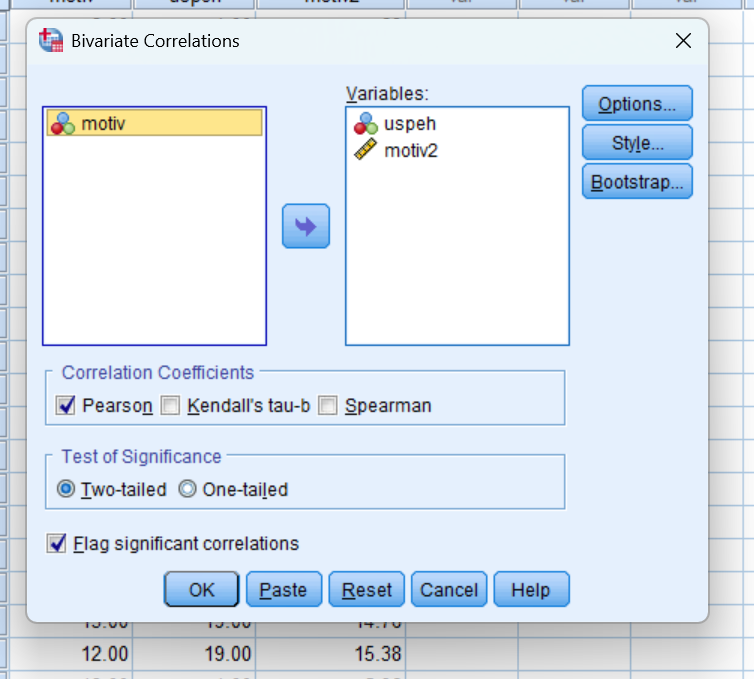 Bivariate Correlations
Variables:
motiv
uspeh
motiv2
Options...
Style...
Bootstrap...
Correlation Coefficients
Pearson Kendall's tau-b Spearman
Test of Significance
Two-tailed One-tailed
Flag significant correlations
OK Paste Reset Cancel Help
12.00 19.00 15.38